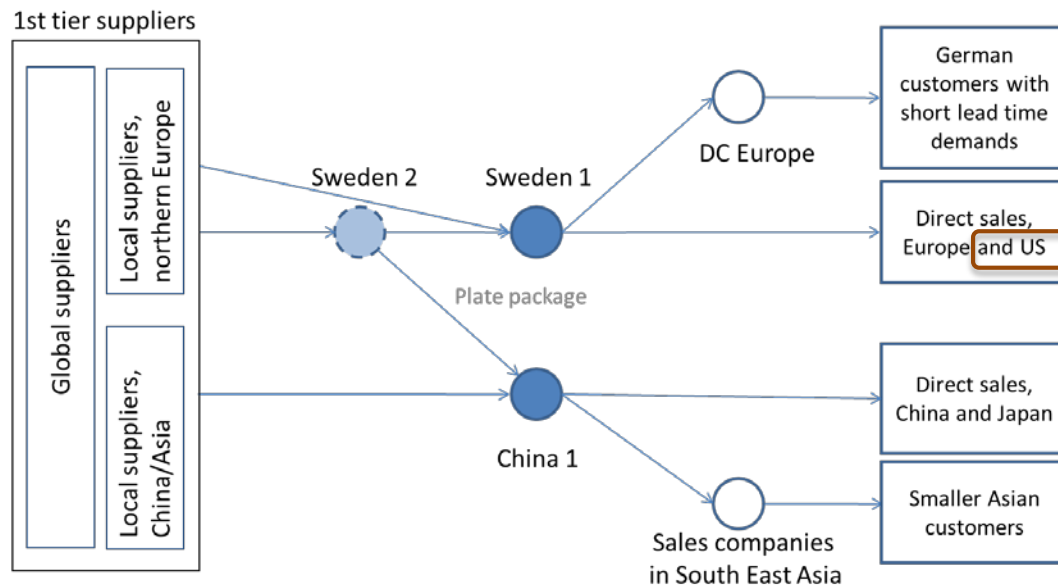 1st tier suppliers
Global suppliers
Local suppliers,
northern Europe
Local suppliers,
China/Asia
Sweden 2
Sweden 1
Plate package
China 1
DC Europe
Sales companies
in South East Asia
German
customers with
short lead time
demands
Direct sales,
Europe and US
Direct sales,
China and Japan
Smaller Asian
customers